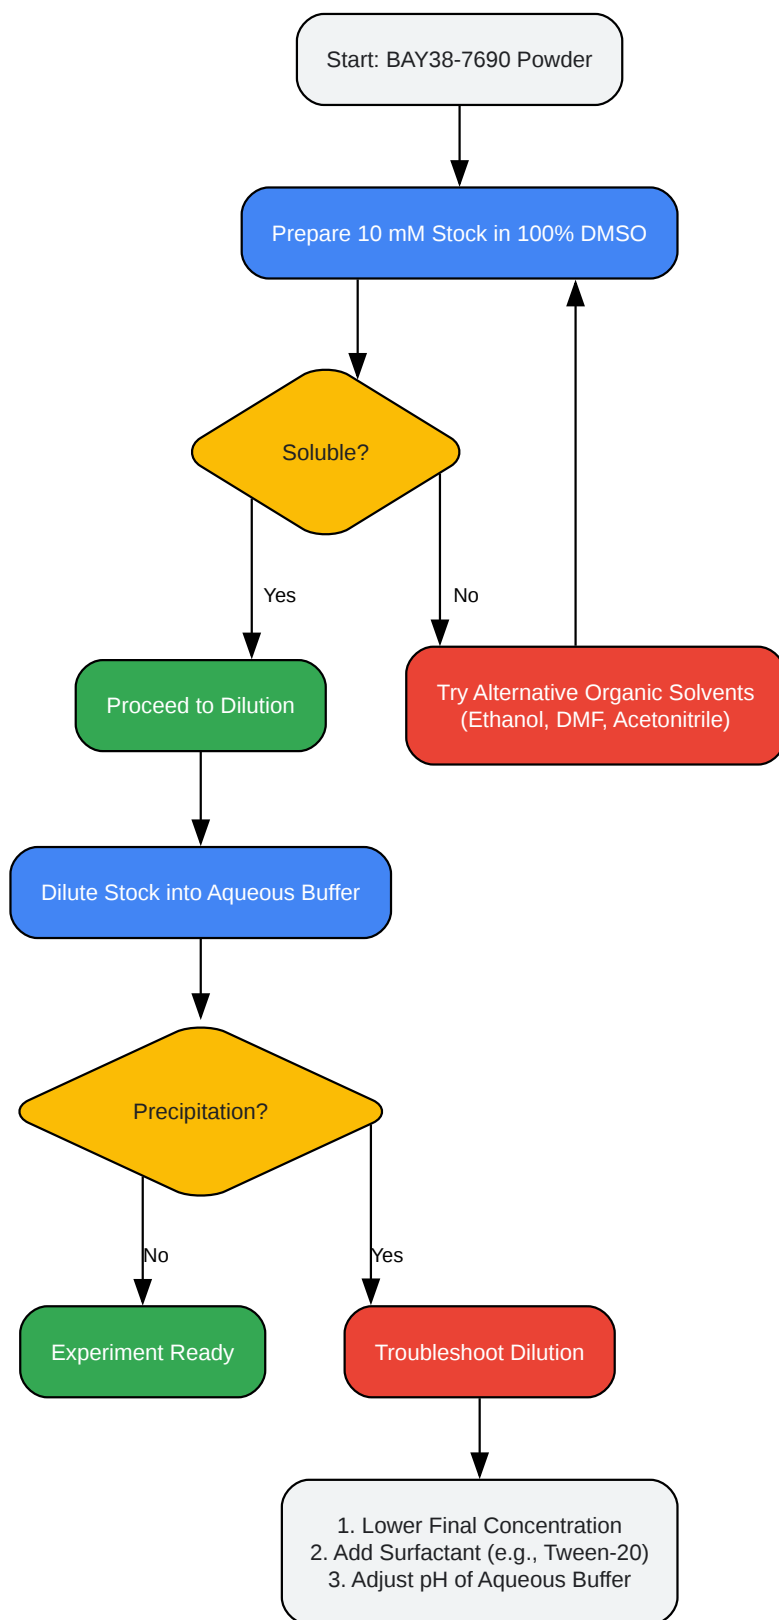 Start: BAY38-7690 Powder
Prepare 10 mM Stock in 100% DMSO
Soluble?
Yes
No
Proceed to Dilution
Try Alternative Organic Solvents
(Ethanol, DMF, Acetonitrile)
Dilute Stock into Aqueous Buffer
Precipitation?
No
Yes
Experiment Ready
Troubleshoot Dilution
1. Lower Final Concentration
2. Add Surfactant (e.g., Tween-20)
3. Adjust pH of Aqueous Buffer